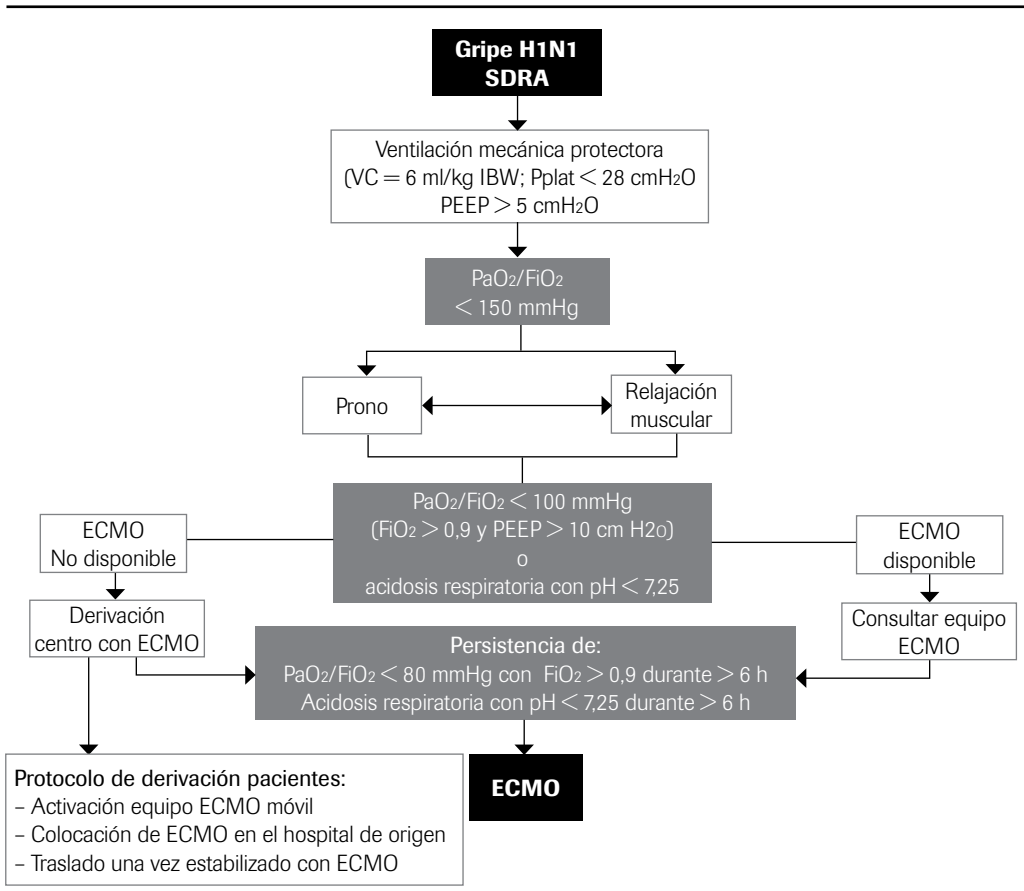 Gripe H1N1
SDRA
Ventilación mecánica protectora
(VC = 6 ml/kg IBW; Pplat < 28 cmH2O
PEEP > 5 cmH2O
PaO2/FiO2
< 150 mmHg
Prono
Relajación
muscular
PaO2/FiO2 < 100 mmHg
(FiO2 > 0,9 y PEEP > 10 cm H2O)
o
acidosis respiratoria con pH < 7,25
ECMO
No disponible
ECMO
disponible
Derivación
centro con ECMO
Consultar equipo
ECMO
Persistencia de:
PaO2/FiO2 < 80 mmHg con FiO2 > 0,9 durante > 6 h
Acidosis respiratoria con pH < 7,25 durante > 6 h
Protocolo de derivación pacientes:
– Activación equipo ECMO móvil
– Colocación de ECMO en el hospital de origen
– Traslado una vez estabilizado con ECMO
ECMO